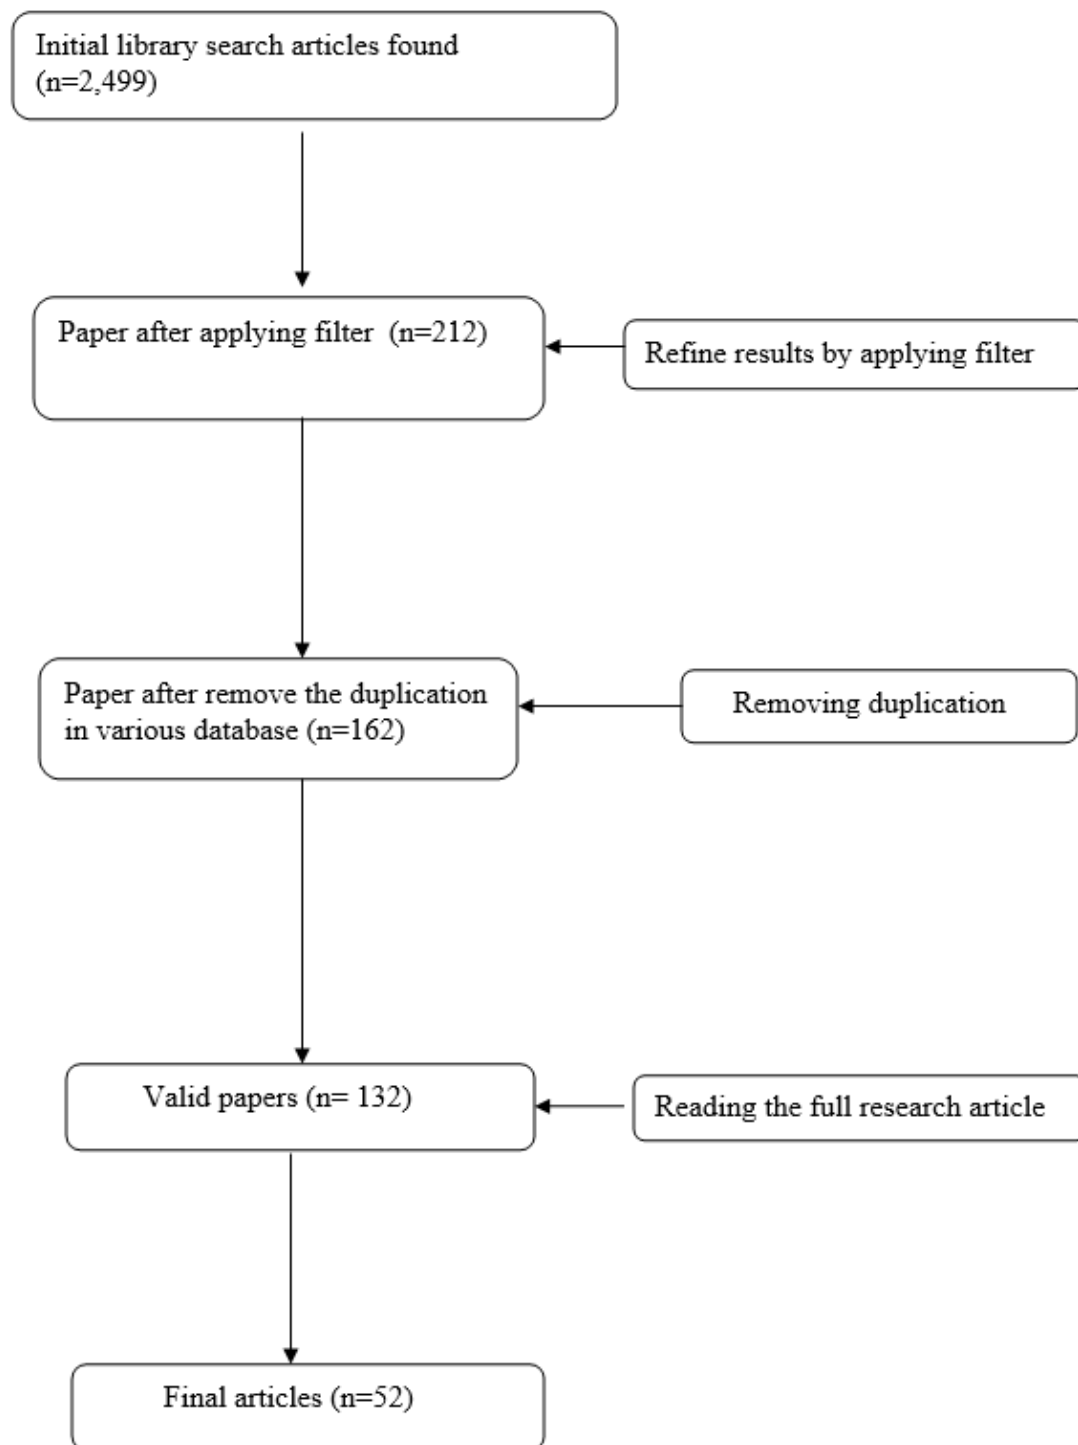 Initial library search articles found
(n=2,499)
Paper after applying filter (n=212)
Refine results by applying filter
Paper after remove the duplication
in various database (n=162)
Removing duplication
Valid papers (n= 132)
Reading the full research article
Final articles (n=52)